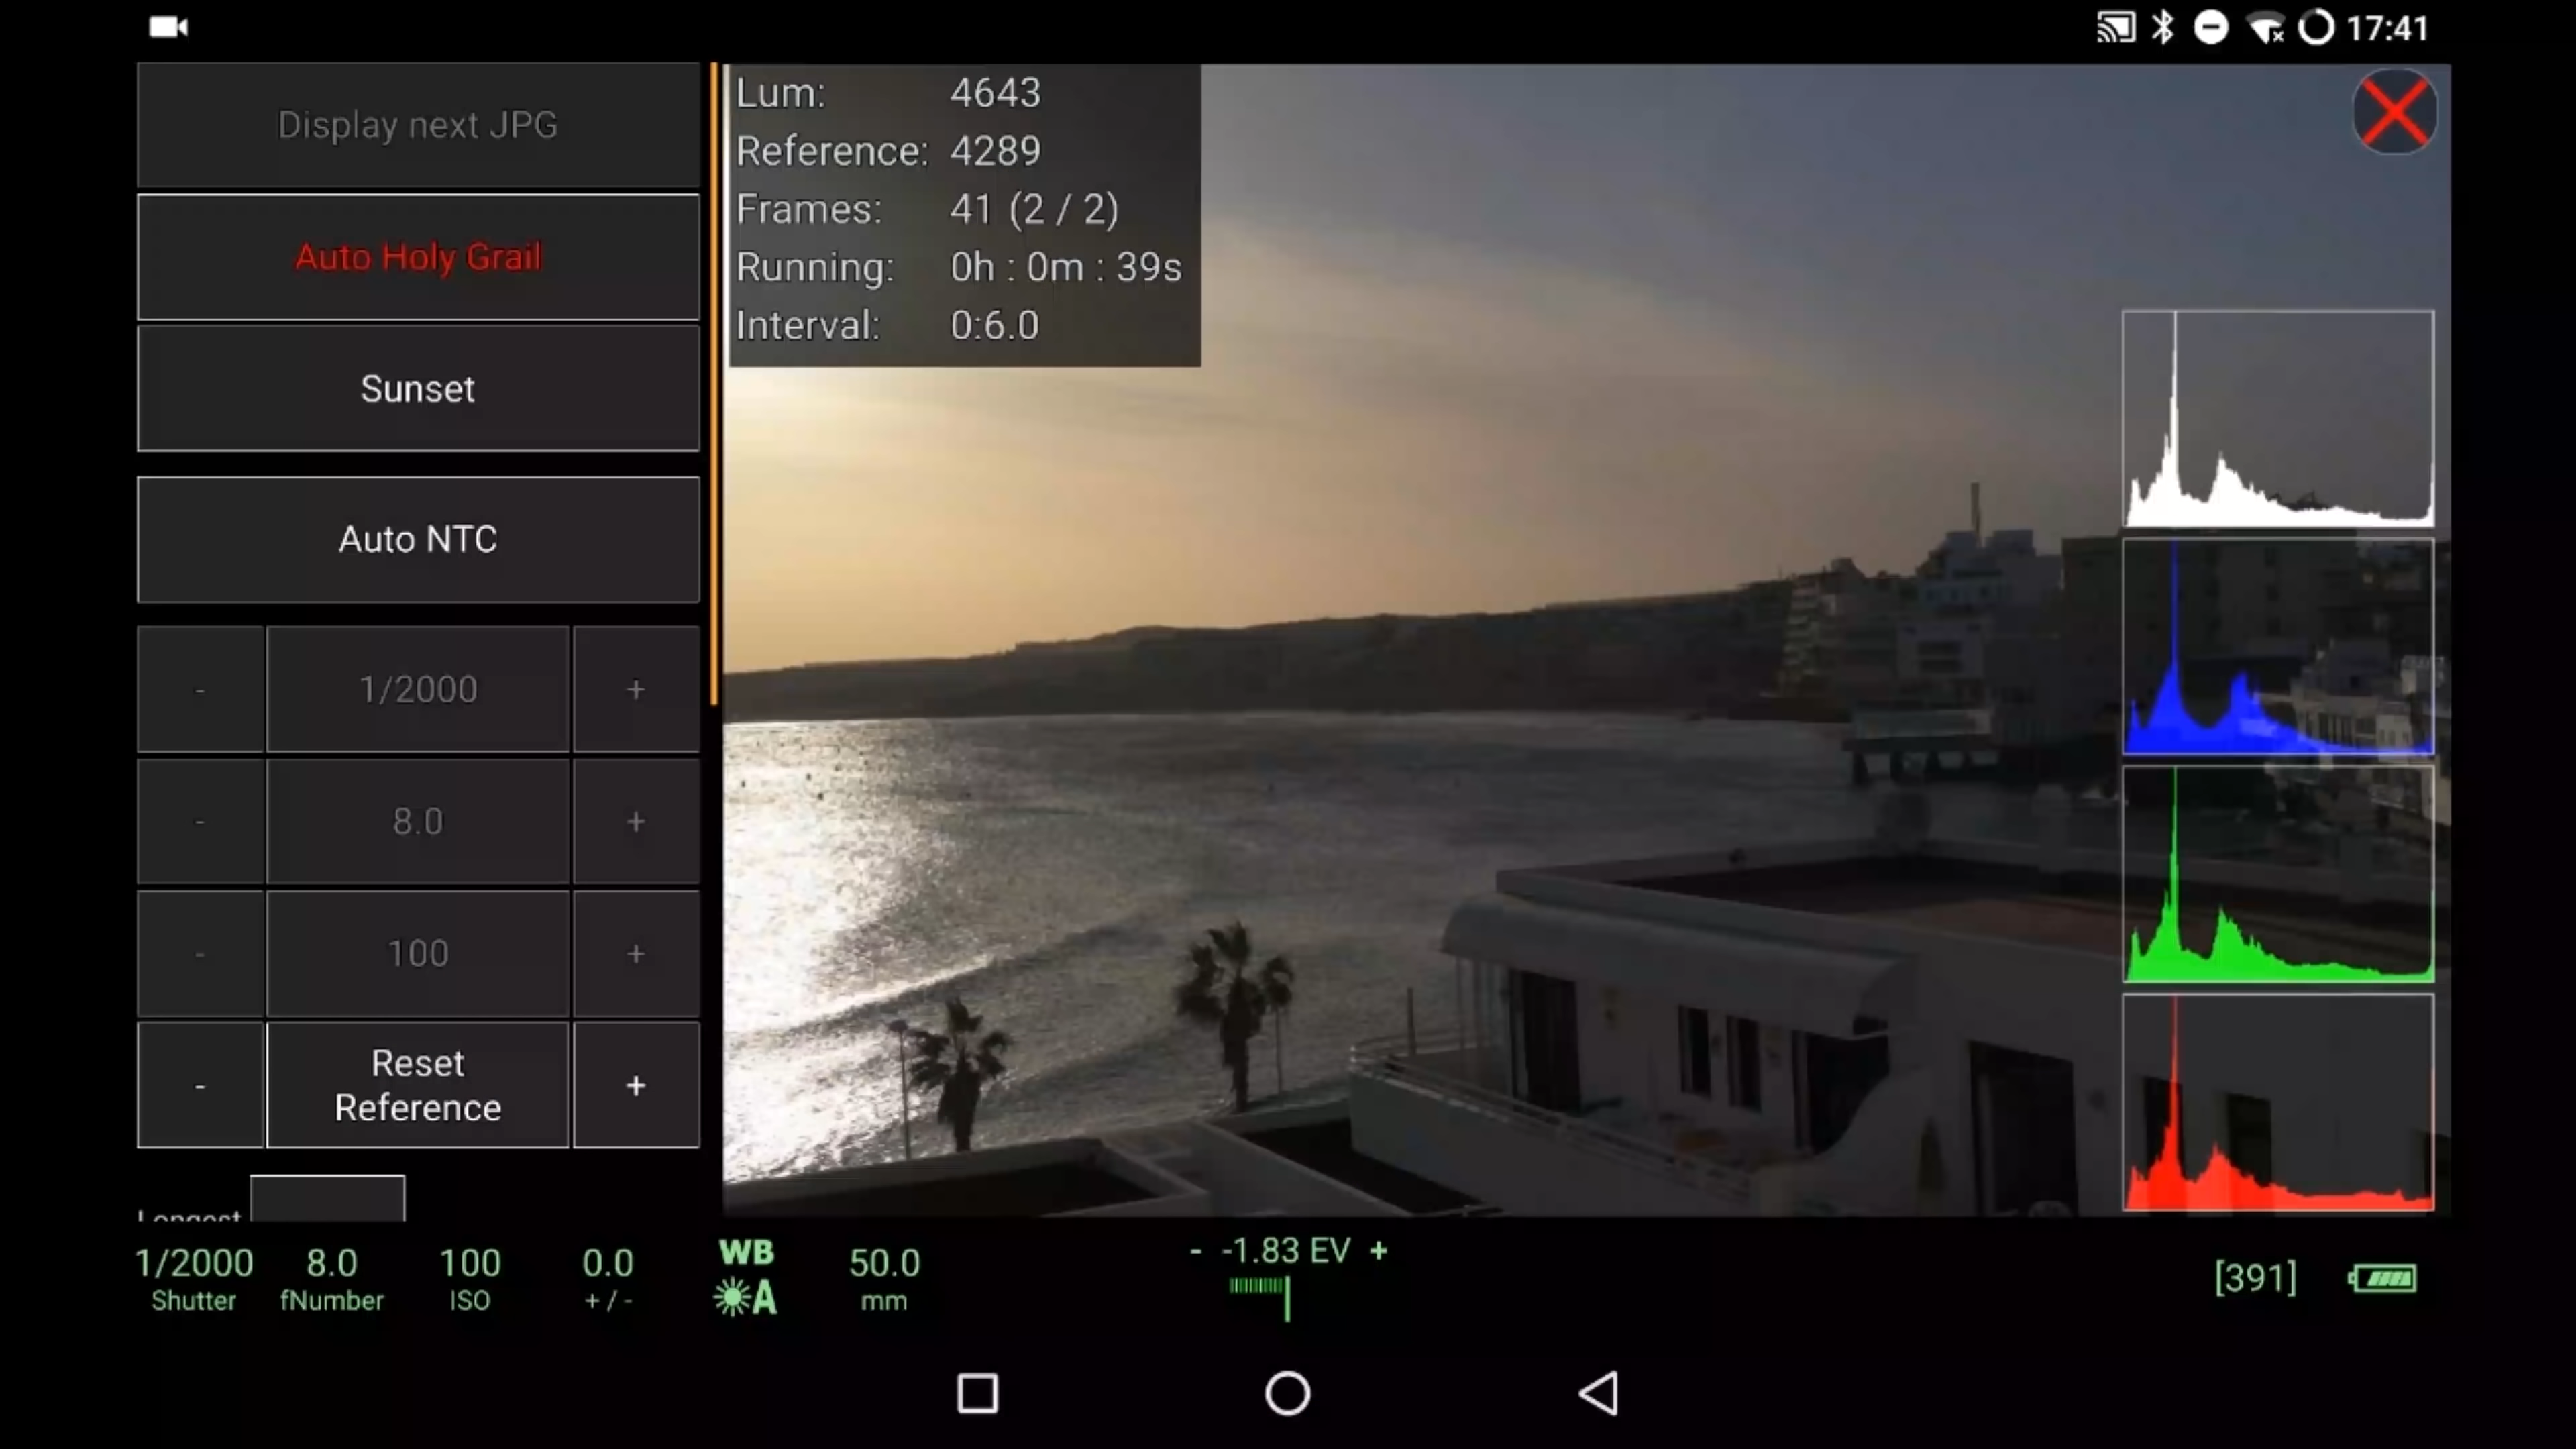 17:41
Display next JPG
Auto Holy Grail
Sunset
Auto NTC
- 1/2000 +
- 8.0 +
- 100 +
- Reset Reference +
Longest
Lum: 4643
Reference: 4289
Frames: 41 (2 / 2)
Running: 0h : 0m : 39s
Interval: 0:6.0
1/2000 8.0 100 0.0 WB 50.0 - -1.83 EV + [391]
Shutter fNumber ISO + / - A mm